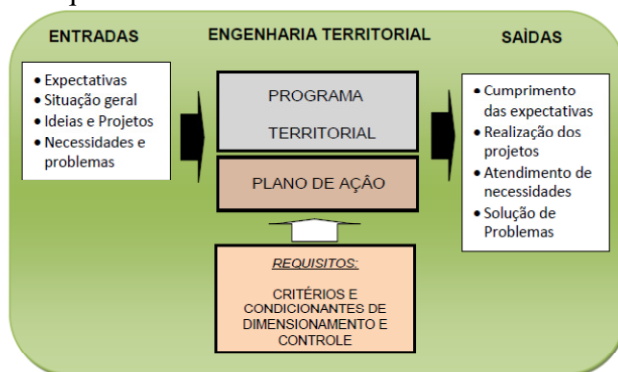 ENTRADAS
• Expectativas
• Situação geral
• Ideias e Projetos
• Necessidades e
problemas
ENGENHARIA TERRITORIAL
PROGRAMA
TERRITORIAL
PLANO DE AÇÂO
REQUISITOS:
CRITÉRIOS E
CONDICIONANTES DE
DIMENSIONAMENTO E
CONTROLE
SAÍDAS
• Cumprimento
das expectativas
• Realização dos
projetos
• Atendimento de
necessidades
• Solução de
Problemas